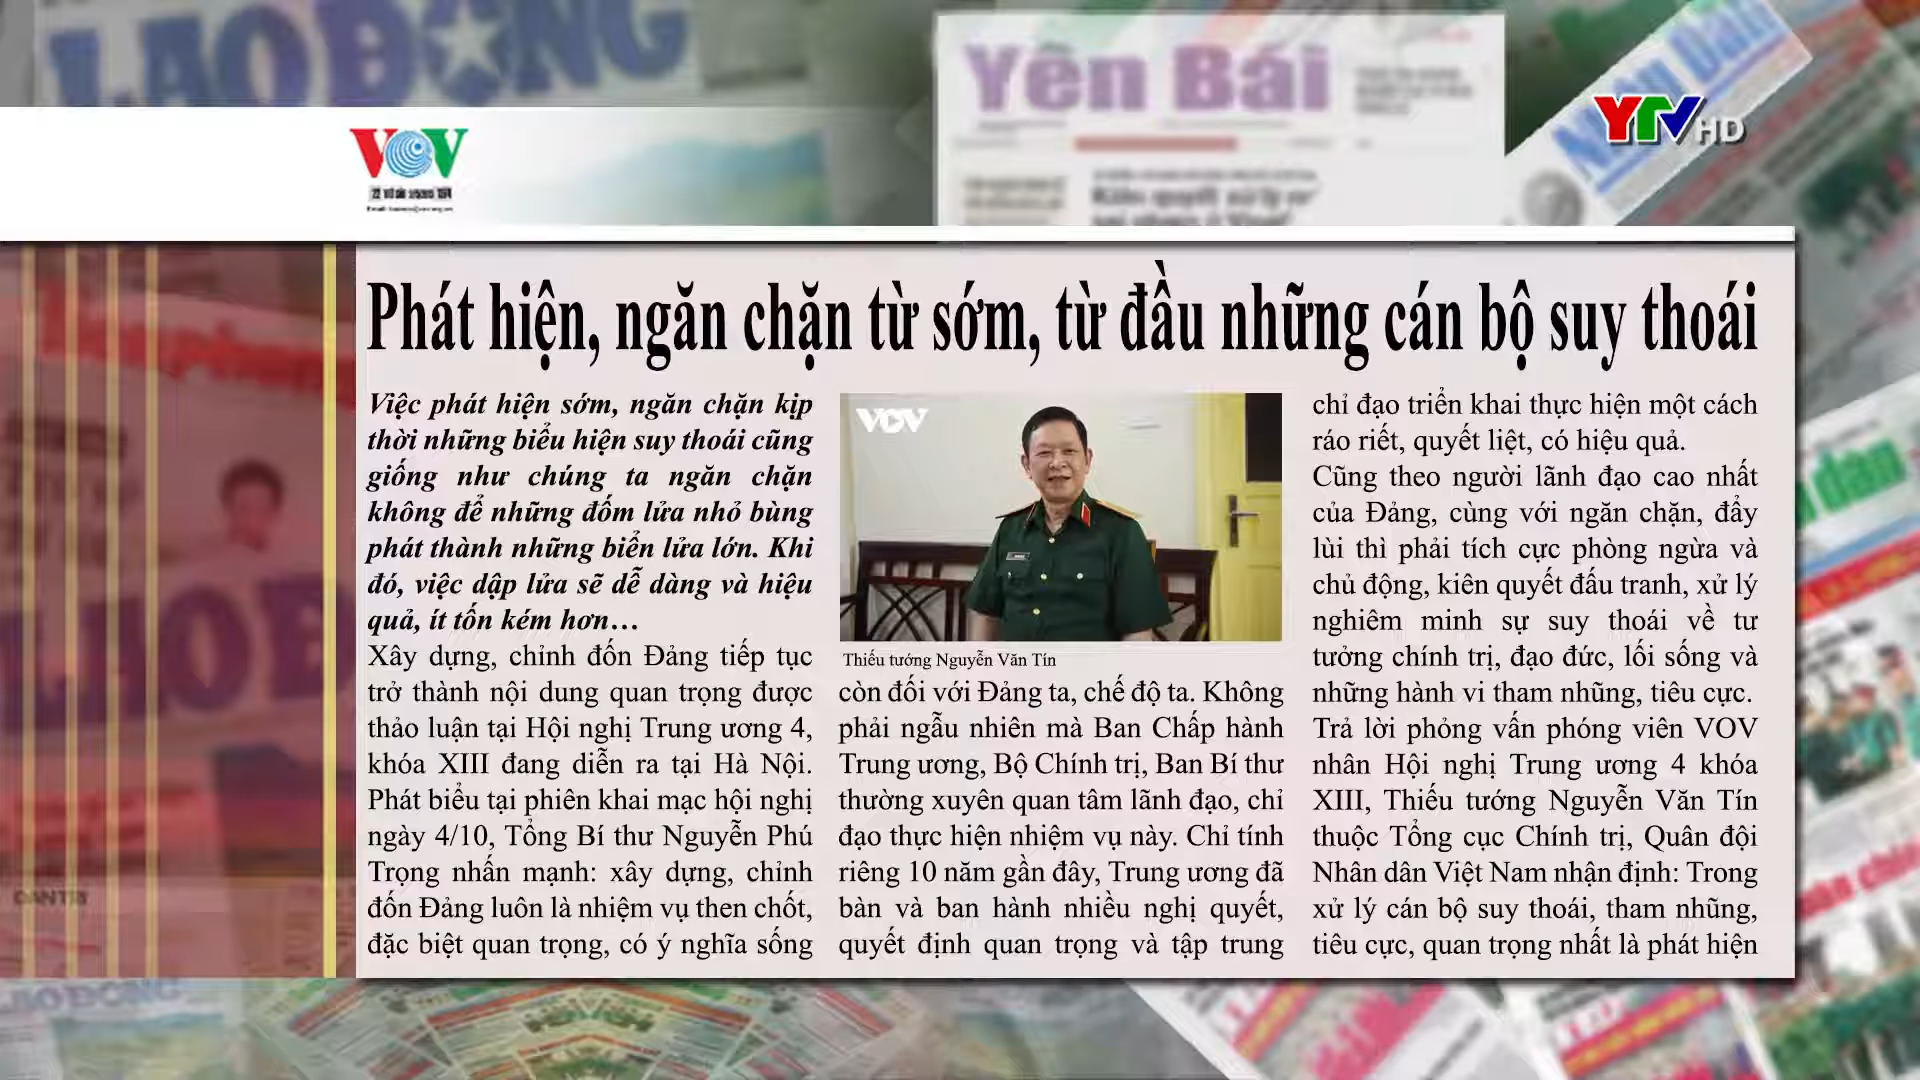 LAO ĐỘNG
Yên Bái
Nhân Dân
YTV HD
VOV
Phát hiện, ngăn chặn từ sớm, từ đầu những cán bộ suy thoái
Việc phát hiện sớm, ngăn chặn kịp
thời những biểu hiện suy thoái cũng
giống như chúng ta ngăn chặn
không để những đốm lửa nhỏ bùng
phát thành những biển lửa lớn. Khi
đó, việc dập lửa sẽ dễ dàng và hiệu
quả, ít tốn kém hơn…
Xây dựng, chỉnh đốn Đảng tiếp tục
trở thành nội dung quan trọng được
thảo luận tại Hội nghị Trung ương 4,
khóa XIII đang diễn ra tại Hà Nội.
Phát biểu tại phiên khai mạc hội nghị
ngày 4/10, Tổng Bí thư Nguyễn Phú
Trọng nhấn mạnh: xây dựng, chỉnh
đốn Đảng luôn là nhiệm vụ then chốt,
đặc biệt quan trọng, có ý nghĩa sống
VOV
Thiếu tướng Nguyễn Văn Tín
còn đối với Đảng ta, chế độ ta. Không
phải ngẫu nhiên mà Ban Chấp hành
Trung ương, Bộ Chính trị, Ban Bí thư
thường xuyên quan tâm lãnh đạo, chỉ
đạo thực hiện nhiệm vụ này. Chỉ tính
riêng 10 năm gần đây, Trung ương đã
bàn và ban hành nhiều nghị quyết,
quyết định quan trọng và tập trung
chỉ đạo triển khai thực hiện một cách
ráo riết, quyết liệt, có hiệu quả.
Cũng theo người lãnh đạo cao nhất
của Đảng, cùng với ngăn chặn, đẩy
lùi thì phải tích cực phòng ngừa và
chủ động, kiên quyết đấu tranh, xử lý
nghiêm minh sự suy thoái về tư
tưởng chính trị, đạo đức, lối sống và
những hành vi tham nhũng, tiêu cực.
Trả lời phỏng vấn phóng viên VOV
nhân Hội nghị Trung ương 4 khóa
XIII, Thiếu tướng Nguyễn Văn Tín
thuộc Tổng cục Chính trị, Quân đội
Nhân dân Việt Nam nhận định: Trong
xử lý cán bộ suy thoái, tham nhũng,
tiêu cực, quan trọng nhất là phát hiện
LAO ĐỘNG